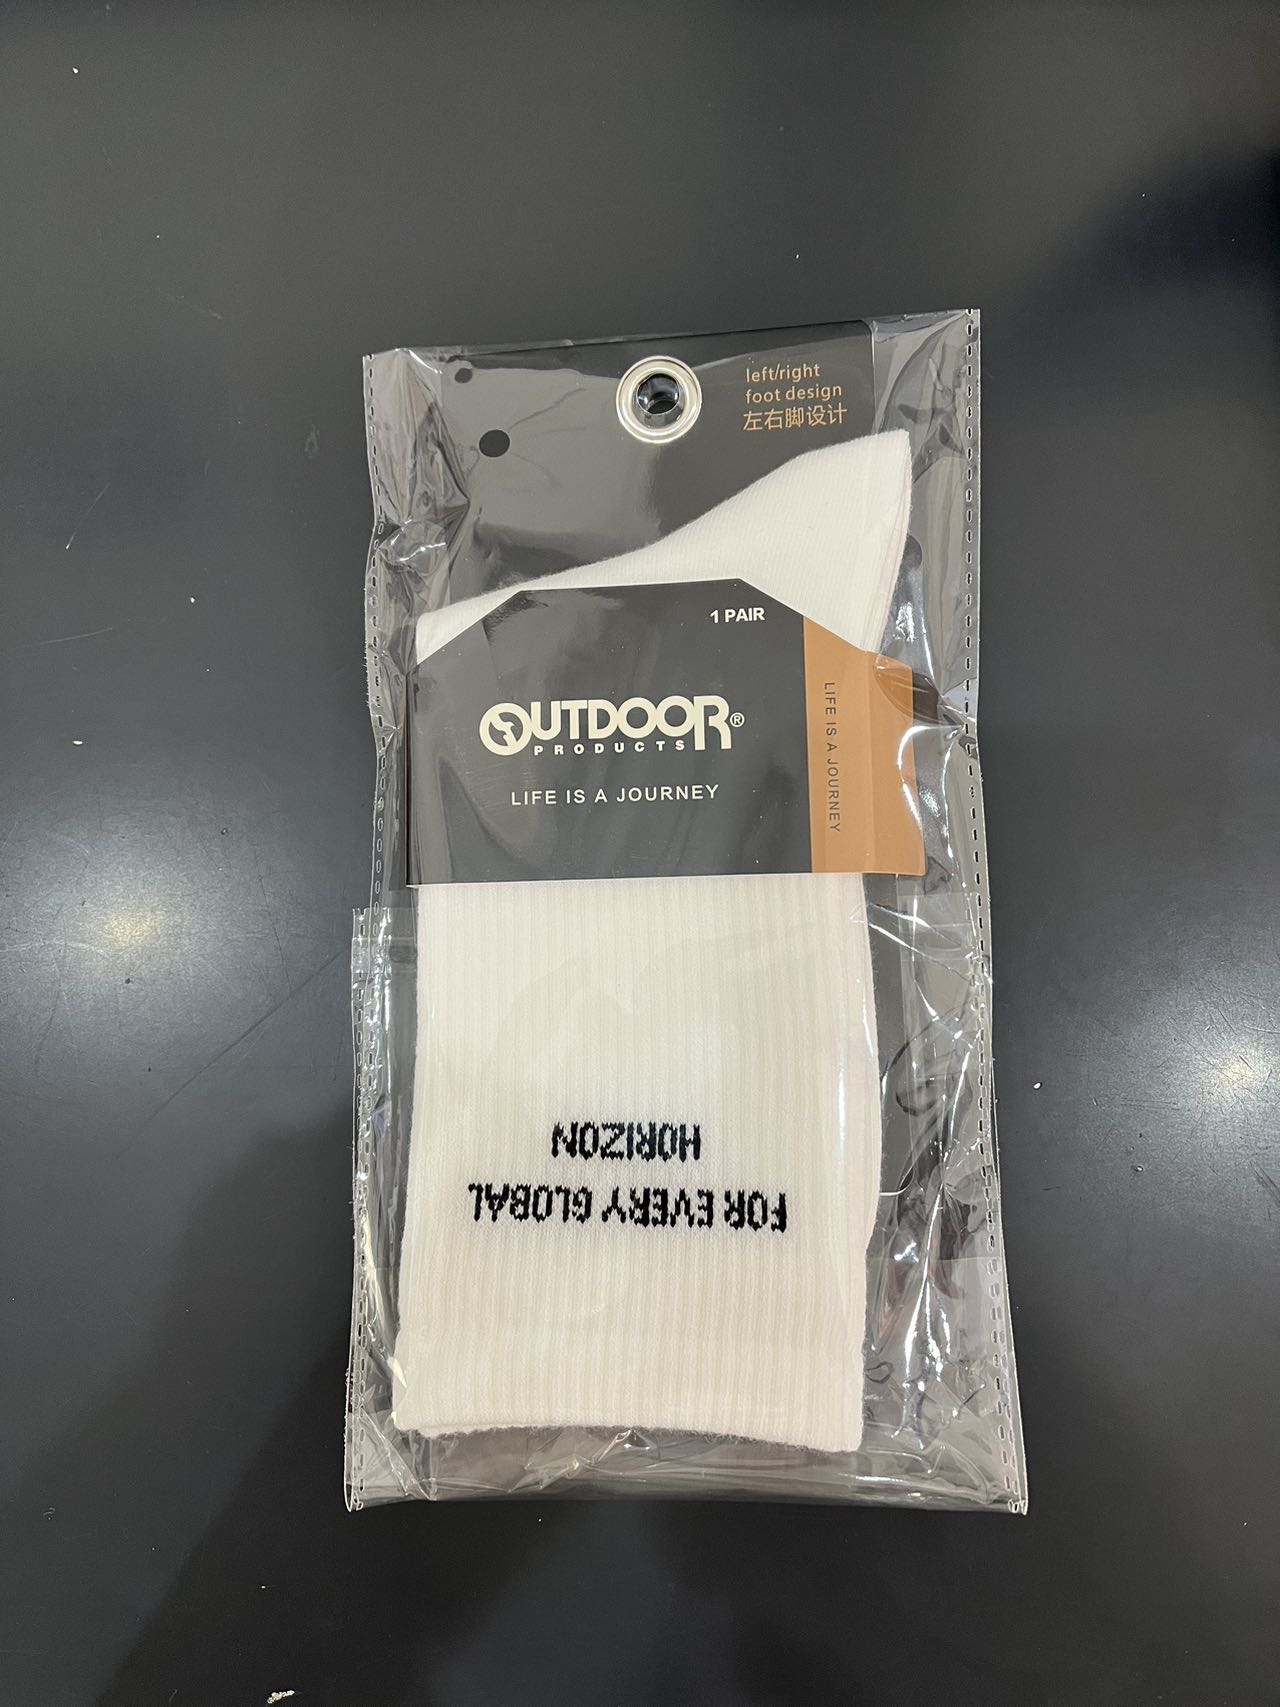 left/right
foot design
左右脚设计
1 PAIR
OUTDOOR®
PRODUCTS
LIFE IS A JOURNEY
LIFE IS A JOURNEY
FOR EVERY GLOBAL
HORIZON